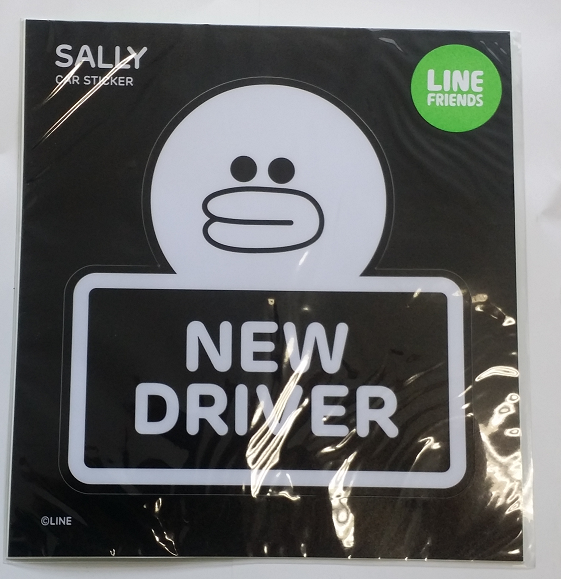 SALLY
CAR STICKER
LINE
FRIENDS
NEW
DRIVER
©LINE